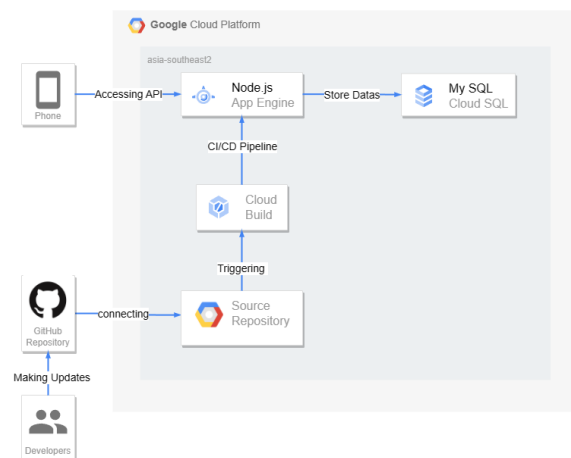 Google Cloud Platform
asia-southeast2
Phone
Accessing API
Node.js
App Engine
Store Datas
My SQL
Cloud SQL
CI/CD Pipeline
Cloud
Build
Triggering
GitHub
Repository
connecting
Source
Repository
Making Updates
Developers